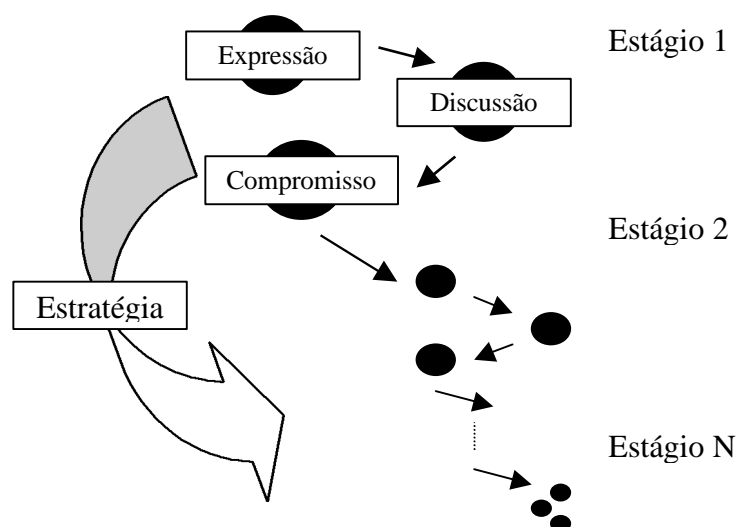 Expressão
Estágio 1
Discussão
Compromisso
Estágio 2
Estratégia
Estágio N